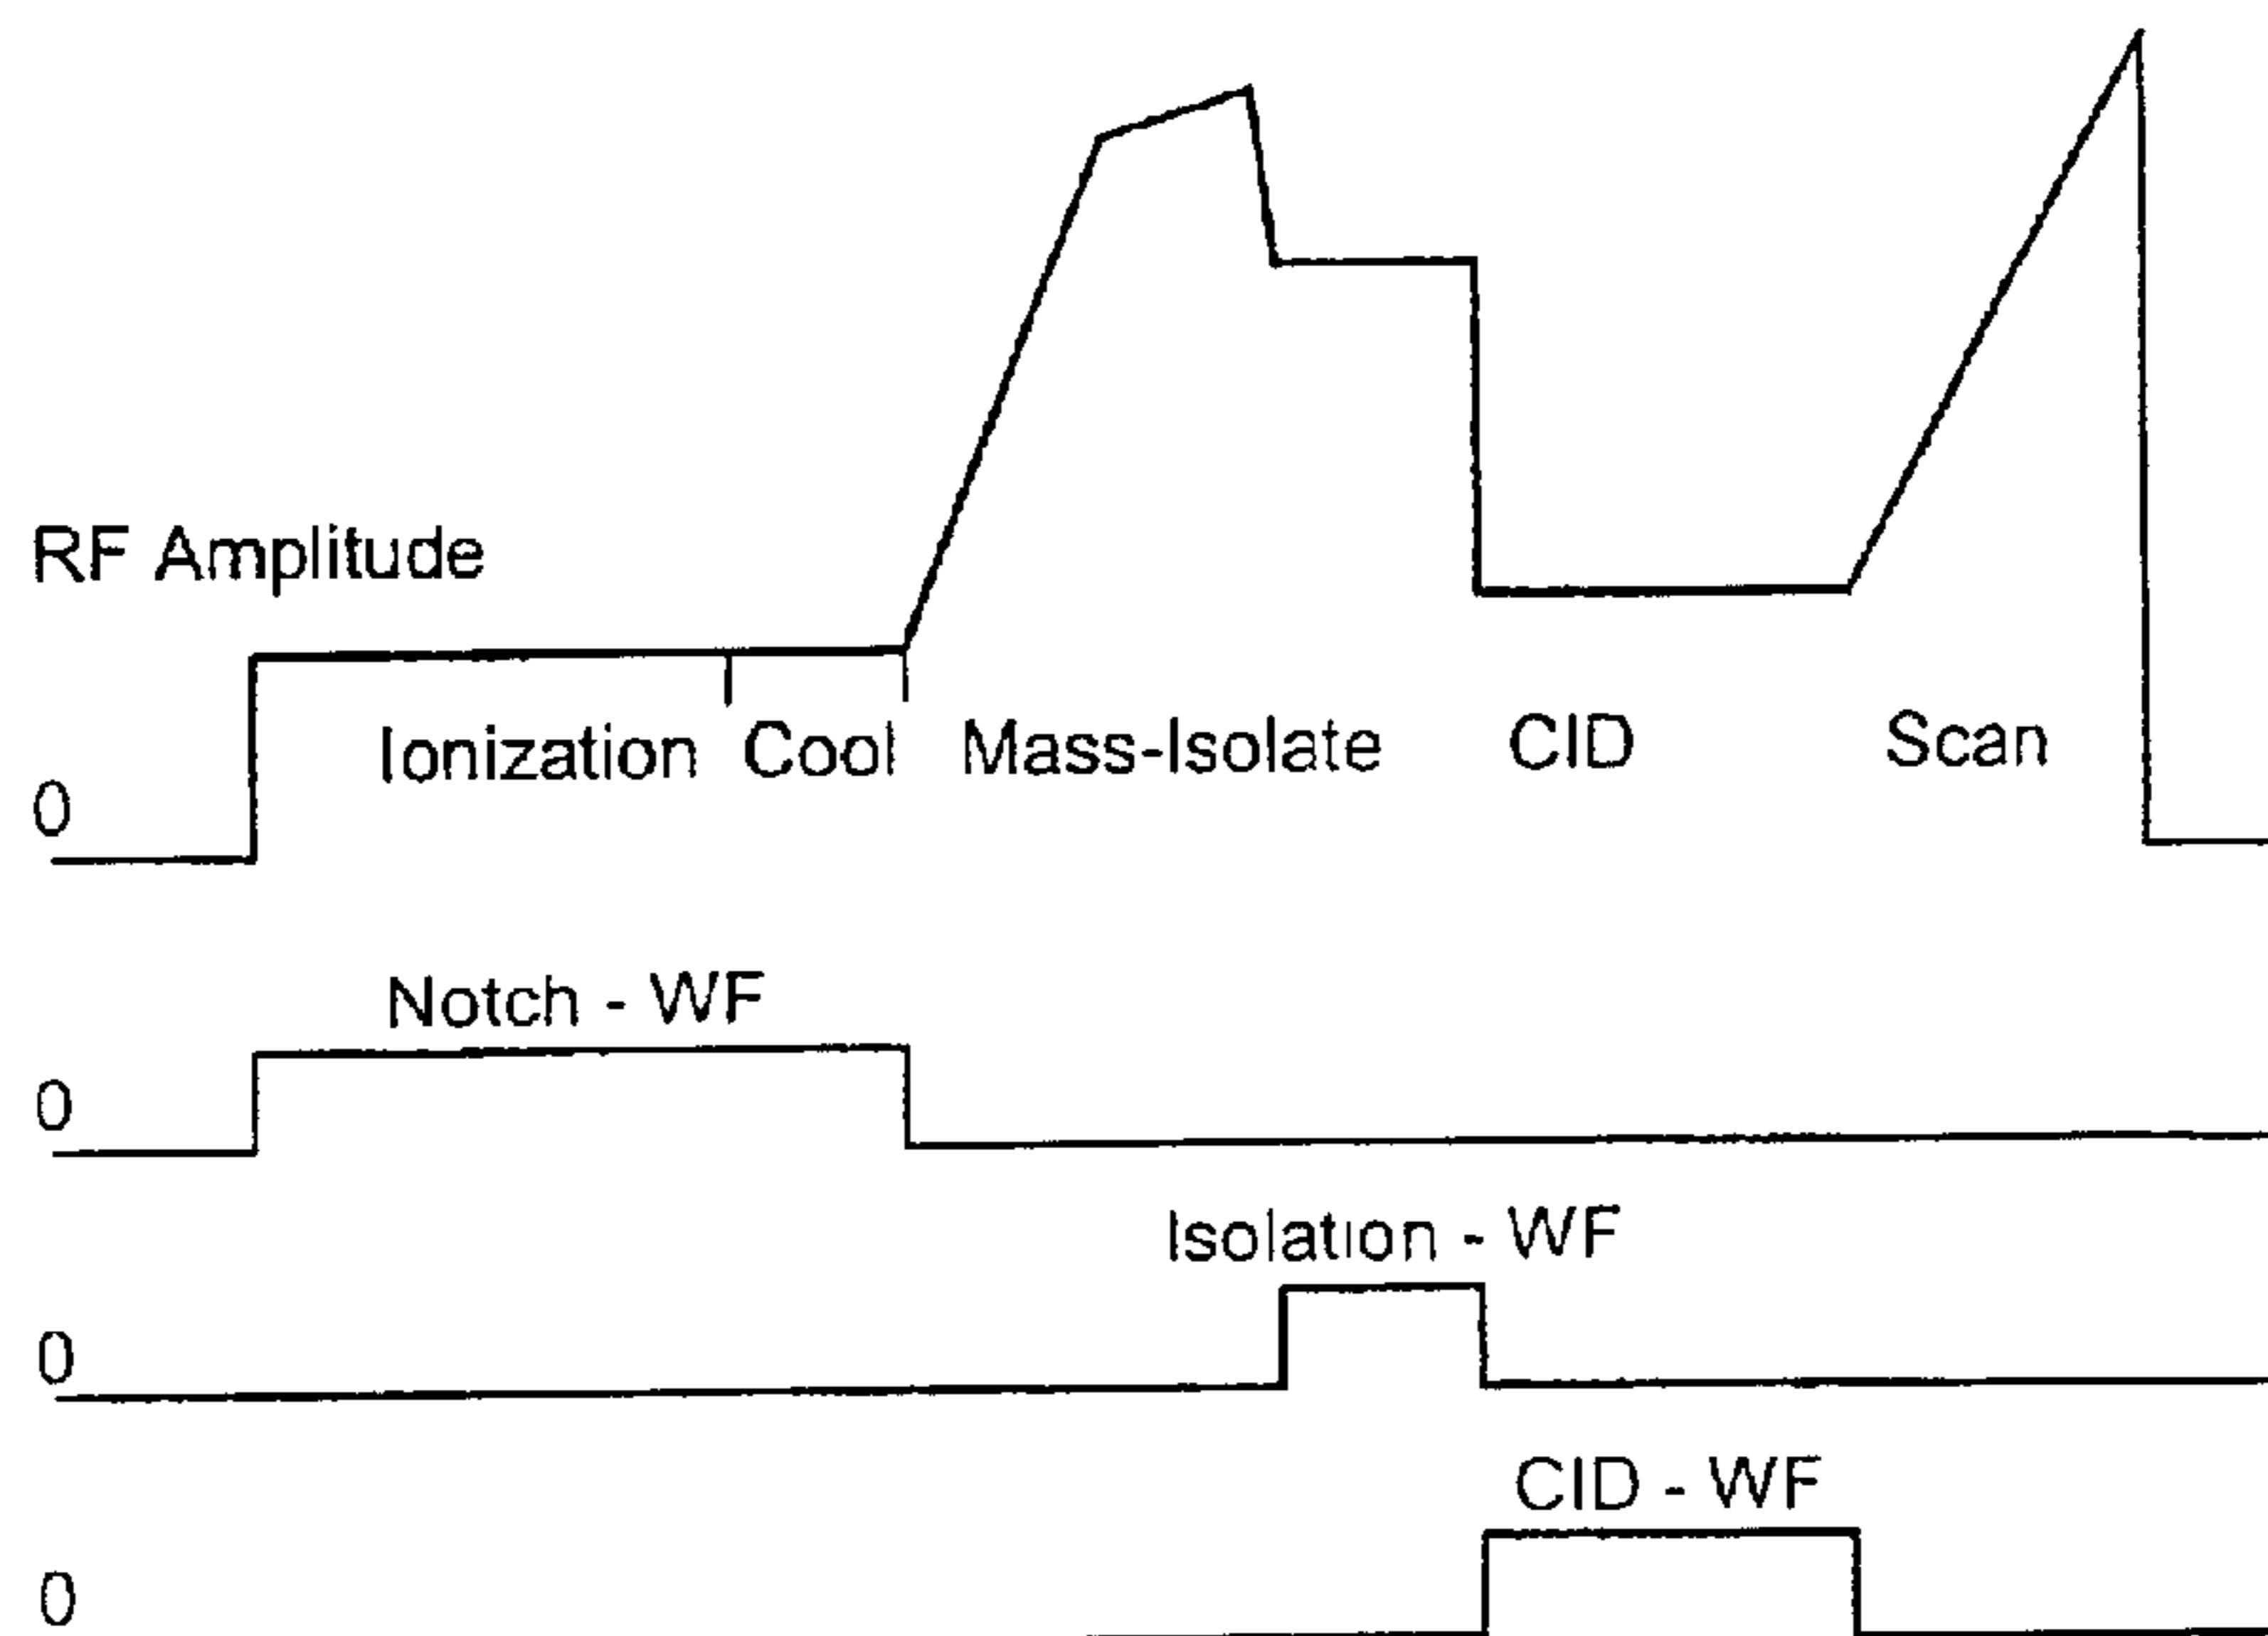 RF Amplitude
Ionization Cool Mass-Isolate CID Scan
0
Notch - WF
0
Isolation - WF
0
CID - WF
0